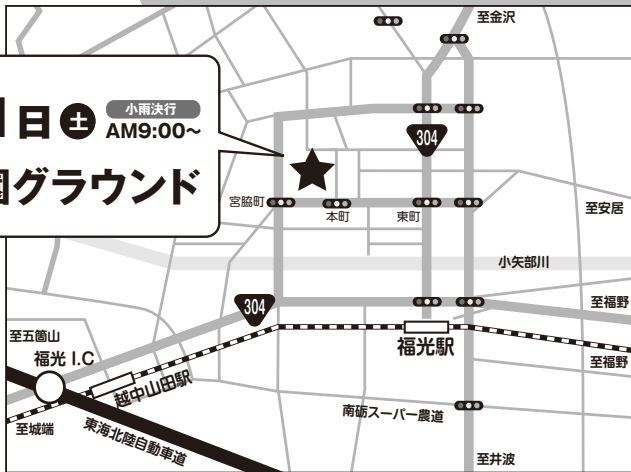 至金沢
日 土 小雨決行
AM9:00〜
グラウンド
304
宮脇町
本町
東町
至安居
小矢部川
304
至福野
至五箇山
福光駅
福光 I.C
至福野
越中山田駅
南砺スーパー農道
至城端
東海北陸自動車道
至井波